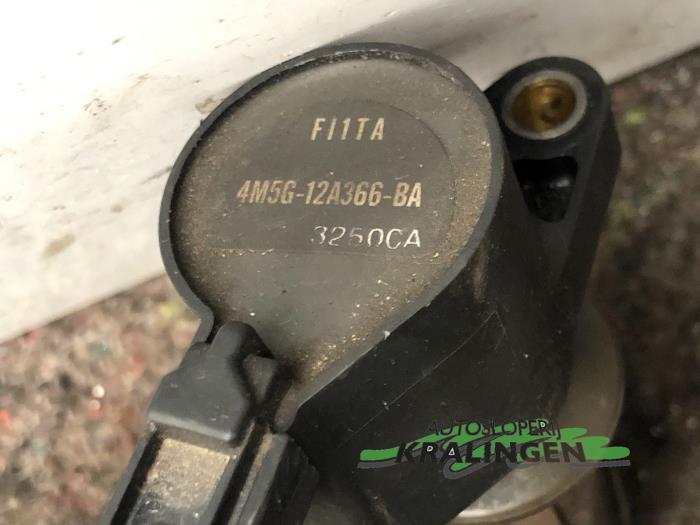 FI1TA
4M5G-12A366-BA
3250CA
AUTOSLOPERIJ
KRALINGEN